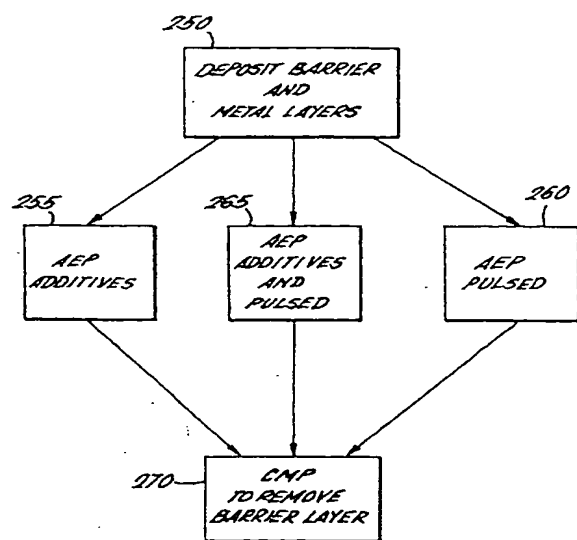 250
DEPOSIT BARRIER
AND
METAL LAYERS
255
AEP
ADDITIVES
265
AEP
ADDITIVES
AND
PULSED
260
AEP
PULSED
270
CMP
TO REMOVE
BARRIER LAYER